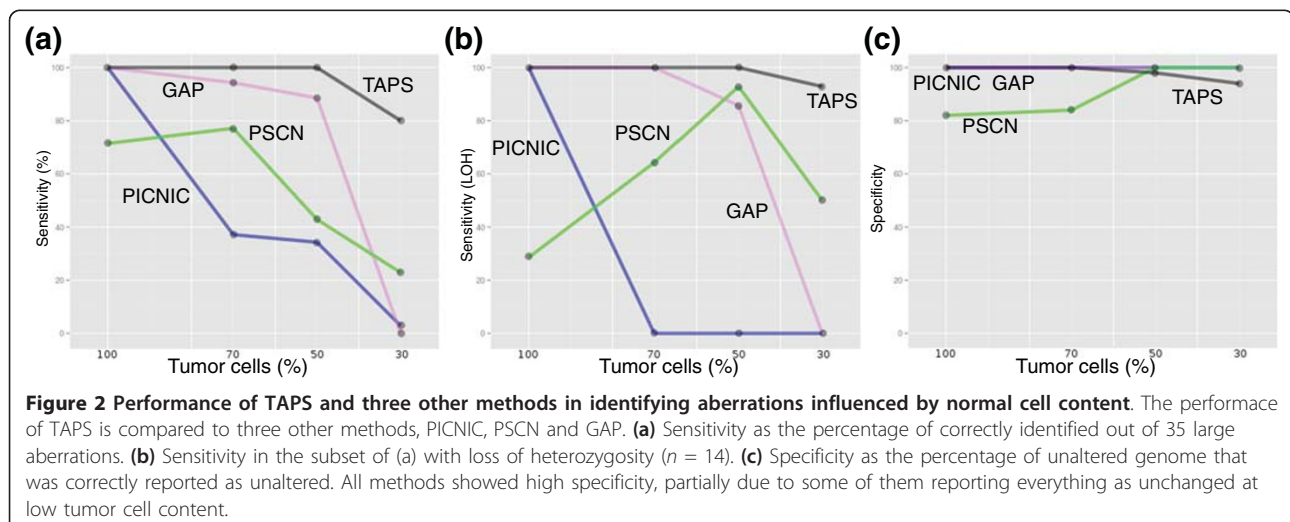 (a)
(b)
(c)
100
80
60
40
20
0
Sensitivity (%)
GAP
TAPS
PSCN
PICNIC
100
70
50
30
Tumor cells (%)
100
80
60
40
20
0
Sensitivity (LOH)
PICNIC
PSCN
TAPS
GAP
100
70
50
30
Tumor cells (%)
100
80
60
40
20
0
Specificity
PICNIC GAP
TAPS
PSCN
100
70
50
30
Tumor cells (%)
Figure 2 Performance of TAPS and three other methods in identifying aberrations influenced by normal cell content. The performace
of TAPS is compared to three other methods, PICNIC, PSCN and GAP. (a) Sensitivity as the percentage of correctly identified out of 35 large
aberrations. (b) Sensitivity in the subset of (a) with loss of heterozygosity (n = 14). (c) Specificity as the percentage of unaltered genome that
was correctly reported as unaltered. All methods showed high specificity, partially due to some of them reporting everything as unchanged at
low tumor cell content.